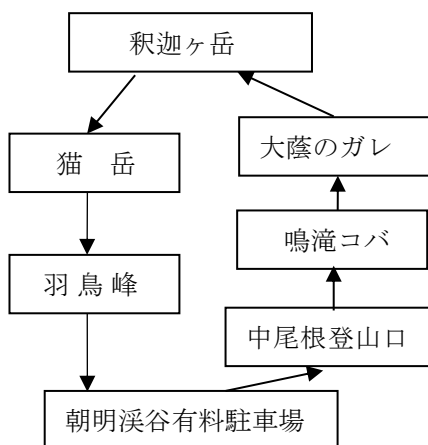 釈迦ヶ岳
大蔭のガレ
猫　岳
鳴滝コバ
羽 鳥 峰
中尾根登山口
朝明渓谷有料駐車場